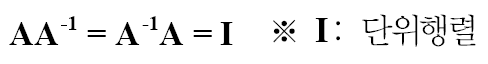 AA⁻¹ = A⁻¹A = I ※ I : 단위행렬